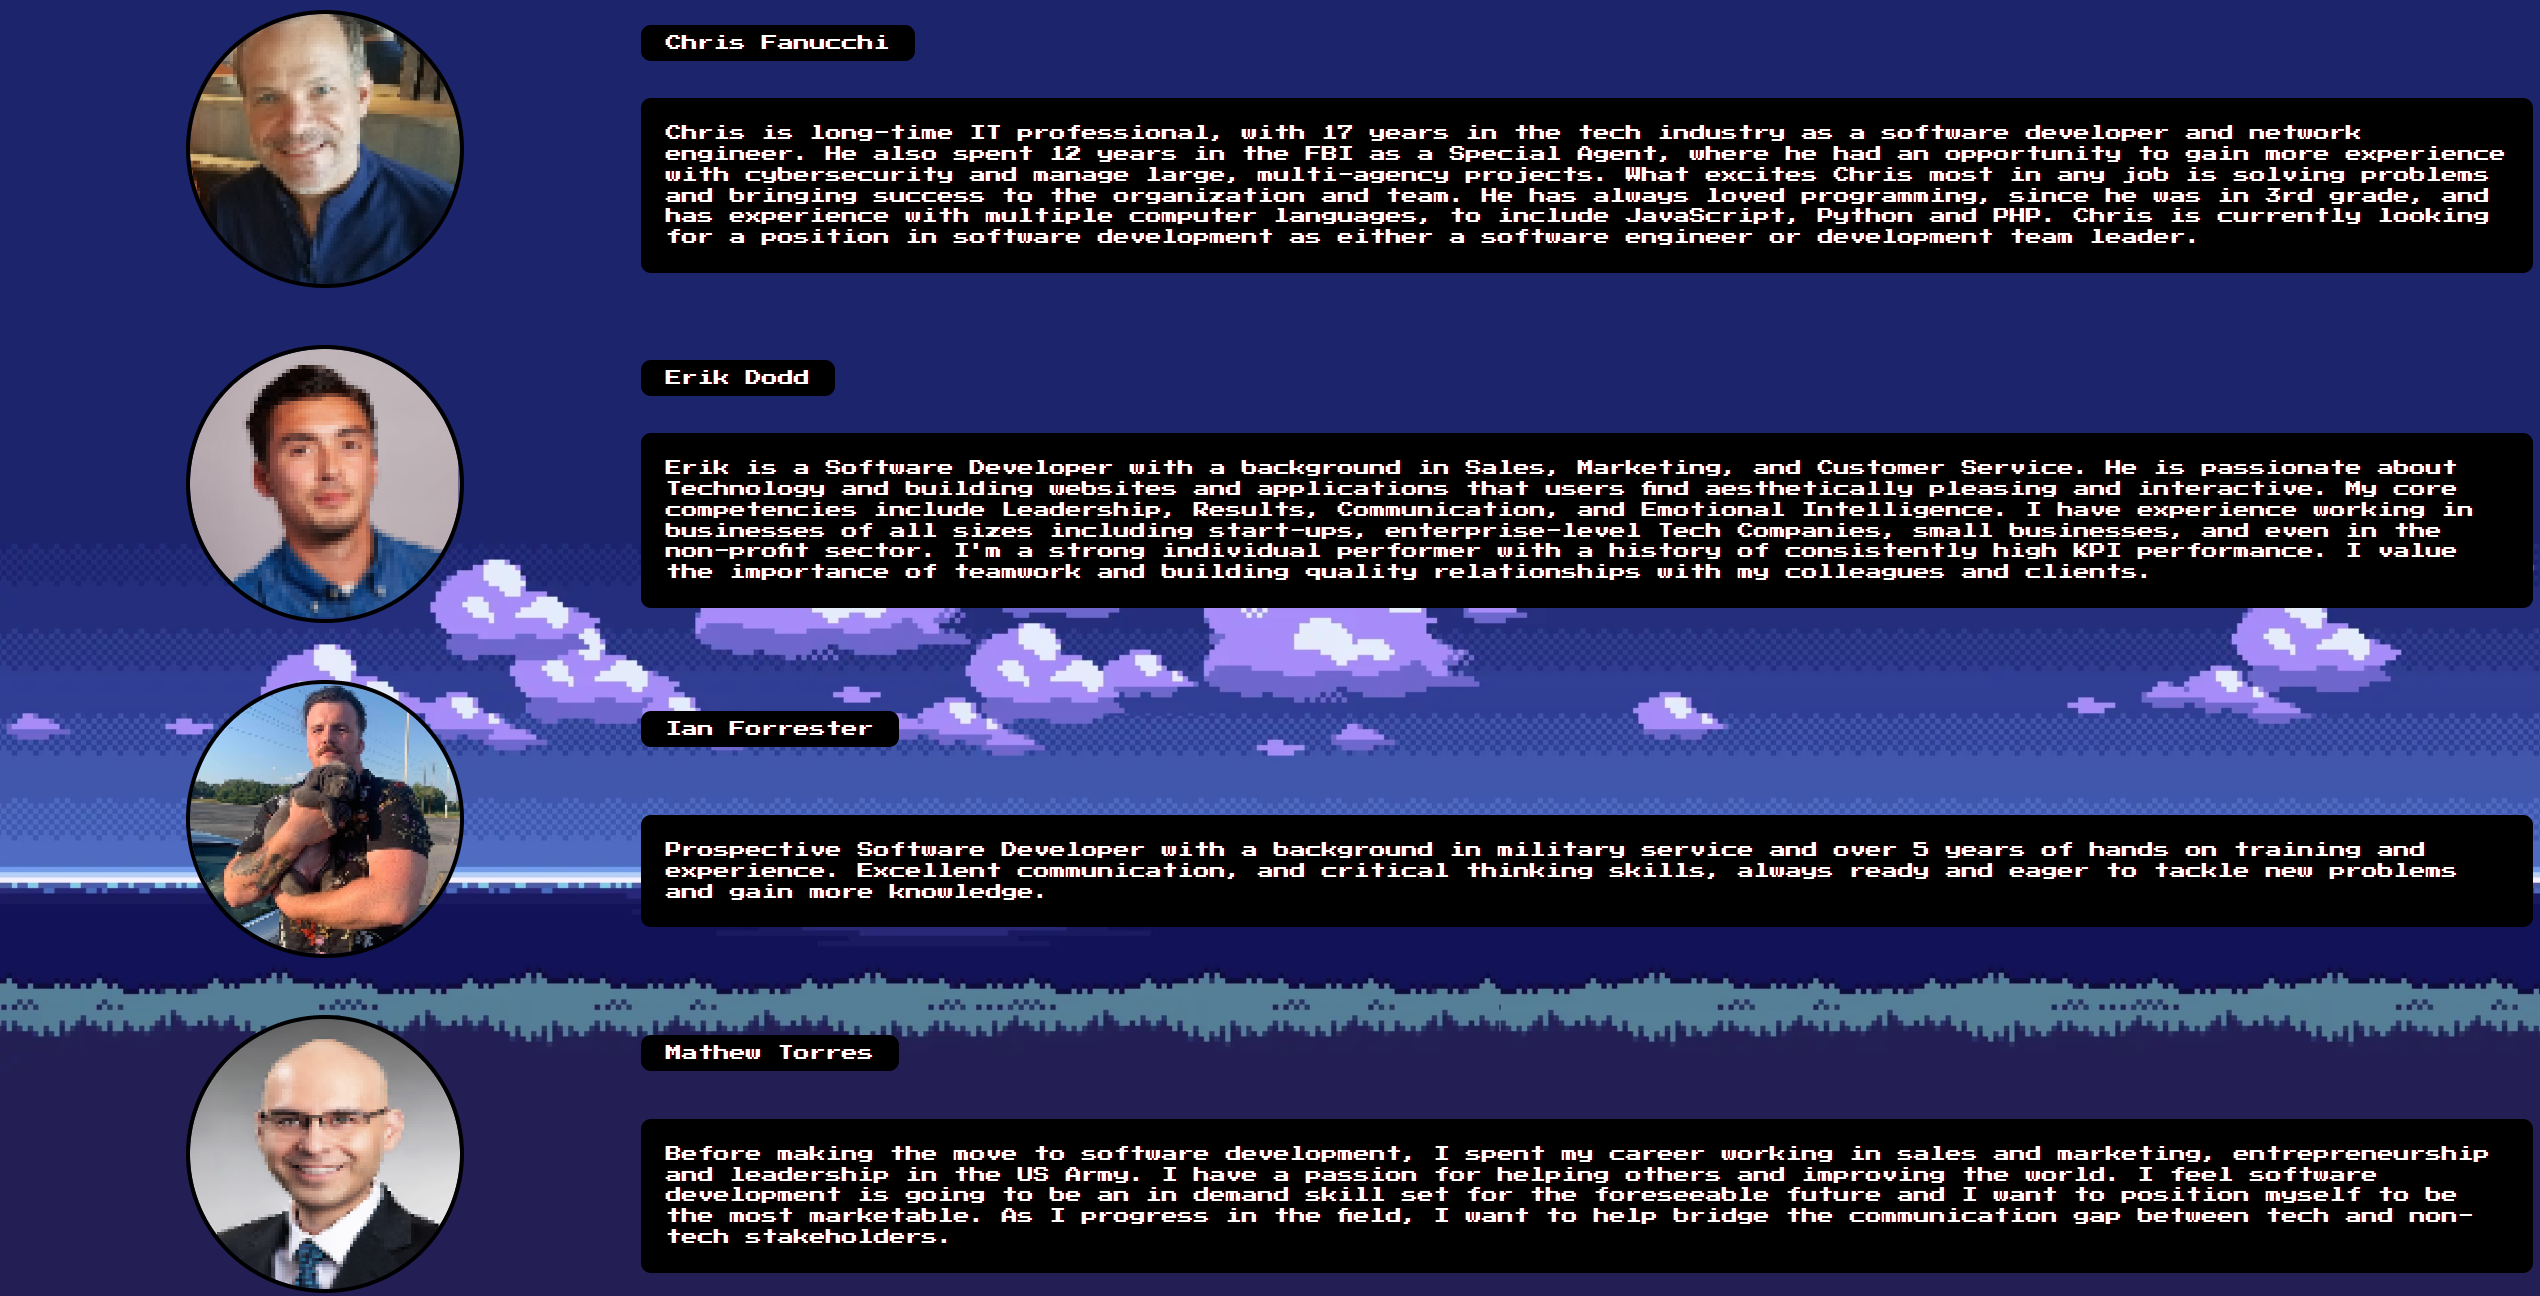 Chris Fanucchi
Chris is long-time IT professional, with 17 years in the tech industry as a software developer and network
engineer. He also spent 12 years in the FBI as a Special Agent, where he had an opportunity to gain more experience
with cybersecurity and manage large, multi-agency projects. What excites Chris most in any job is solving problems
and bringing success to the organization and team. He has always loved programming, since he was in 3rd grade, and
has experience with multiple computer languages, to include JavaScript, Python and PHP. Chris is currently looking
for a position in software development as either a software engineer or development team leader.
Erik Dodd
Erik is a Software Developer with a background in Sales, Marketing, and Customer Service. He is passionate about
Technology and building websites and applications that users find aesthetically pleasing and interactive. My core
competencies include Leadership, Results, Communication, and Emotional Intelligence. I have experience working in
businesses of all sizes including start-ups, enterprise-level Tech Companies, small businesses, and even in the
non-profit sector. I'm a strong individual performer with a history of consistently high KPI performance. I value
the importance of teamwork and building quality relationships with my colleagues and clients.
Ian Forrester
Prospective Software Developer with a background in military service and over 5 years of hands on training and
experience. Excellent communication, and critical thinking skills, always ready and eager to tackle new problems
and gain more knowledge.
Mathew Torres
Before making the move to software development, I spent my career working in sales and marketing, entrepreneurship
and leadership in the US Army. I have a passion for helping others and improving the world. I feel software
development is going to be an in demand skill set for the foreseeable future and I want to position myself to be
the most marketable. As I progress in the field, I want to help bridge the communication gap between tech and non-
tech stakeholders.